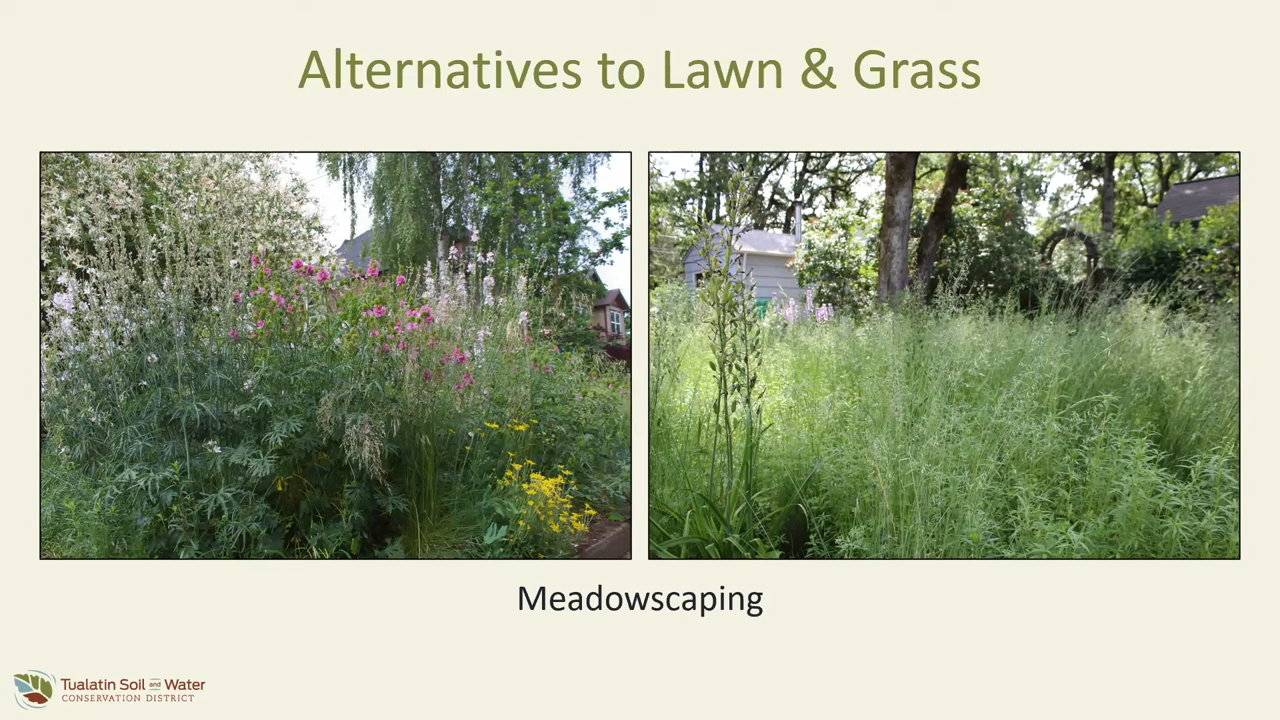 Alternatives to Lawn & Grass
Meadowscaping
Tualatin Soil and Water
CONSERVATION DISTRICT